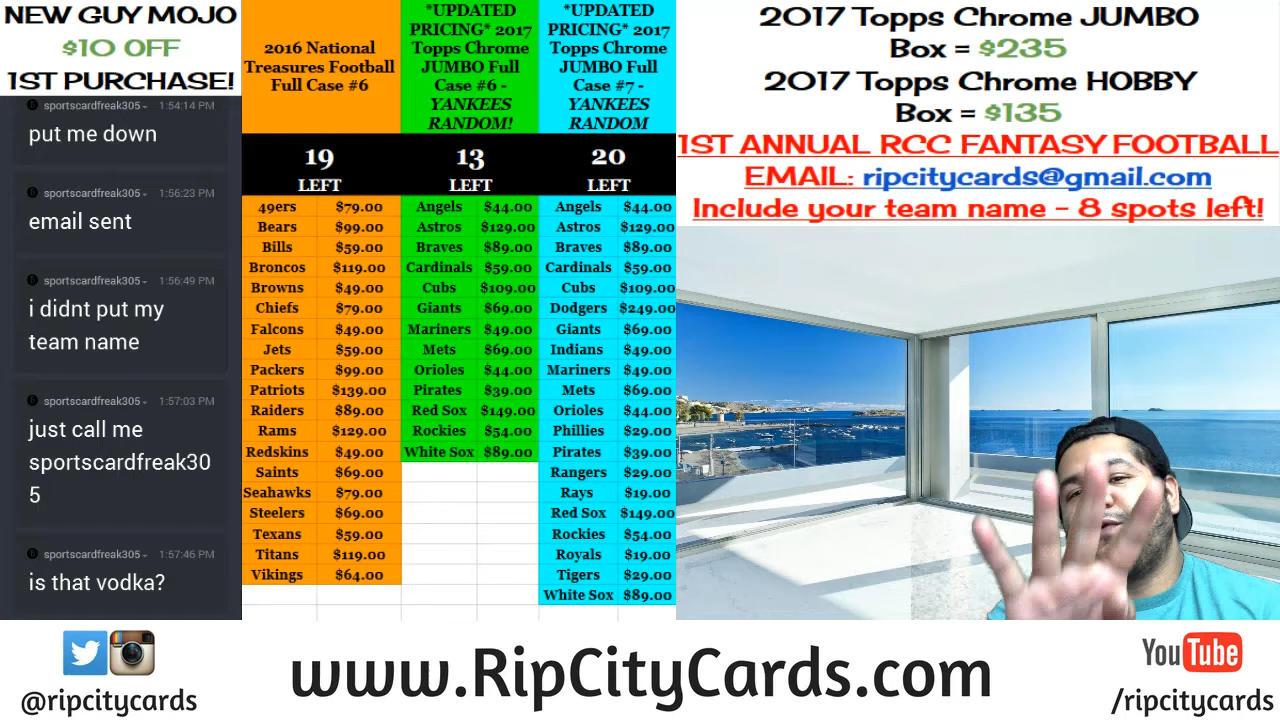 NEW GUY MOJO
$10 OFF
1ST PURCHASE!
sportscardfreak305 1:54:14 PM
put me down
sportscardfreak305 1:56:23 PM
email sent
sportscardfreak305 1:56:49 PM
i didnt put my
team name
sportscardfreak305 1:57:03 PM
just call me
sportscardfreak30
5
sportscardfreak305 1:57:46 PM
is that vodka?
2016 National
Treasures Football
Full Case #6
19
LEFT
49ers $79.00
Bears $99.00
Bills $59.00
Broncos $119.00
Browns $49.00
Chiefs $79.00
Falcons $49.00
Jets $59.00
Packers $99.00
Patriots $139.00
Raiders $89.00
Rams $129.00
Redskins $49.00
Saints $69.00
Seahawks $79.00
Steelers $69.00
Texans $59.00
Titans $119.00
Vikings $64.00
*UPDATED
PRICING* 2017
Topps Chrome
JUMBO Full
Case #6 -
YANKEES
RANDOM!
13
LEFT
Angels $44.00
Astros $129.00
Braves $89.00
Cardinals $59.00
Cubs $109.00
Giants $69.00
Mariners $49.00
Mets $69.00
Orioles $44.00
Pirates $39.00
Red Sox $149.00
Rockies $54.00
White Sox $89.00
*UPDATED
PRICING* 2017
Topps Chrome
JUMBO Full
Case #7 -
YANKEES
RANDOM
20
LEFT
Angels $44.00
Astros $129.00
Braves $89.00
Cardinals $59.00
Cubs $109.00
Dodgers $249.00
Giants $69.00
Indians $49.00
Mariners $49.00
Mets $69.00
Orioles $44.00
Phillies $29.00
Pirates $39.00
Rangers $29.00
Rays $19.00
Red Sox $149.00
Rockies $54.00
Royals $19.00
Tigers $29.00
White Sox $89.00
2017 Topps Chrome JUMBO
Box = $235
2017 Topps Chrome HOBBY
Box = $135
1ST ANNUAL RCC FANTASY FOOTBALL
EMAIL: ripcitycards@gmail.com
Include your team name - 8 spots left!
@ripcitycards
www.RipCityCards.com
YouTube
/ripcitycards